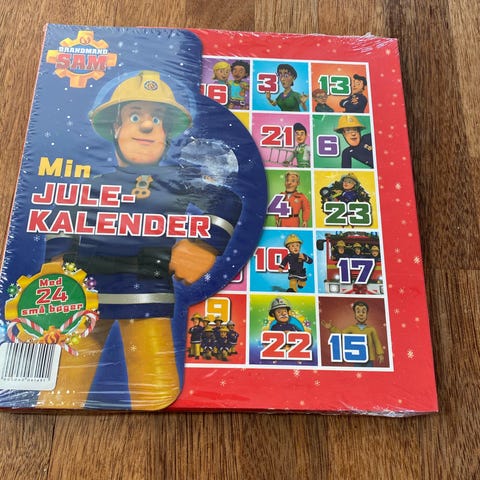 BRANDMAND
SAM
Min
JULE-
KALENDER
Med
24
små bøger
16 3 13
21 6
4 23
10 17
9 22 15